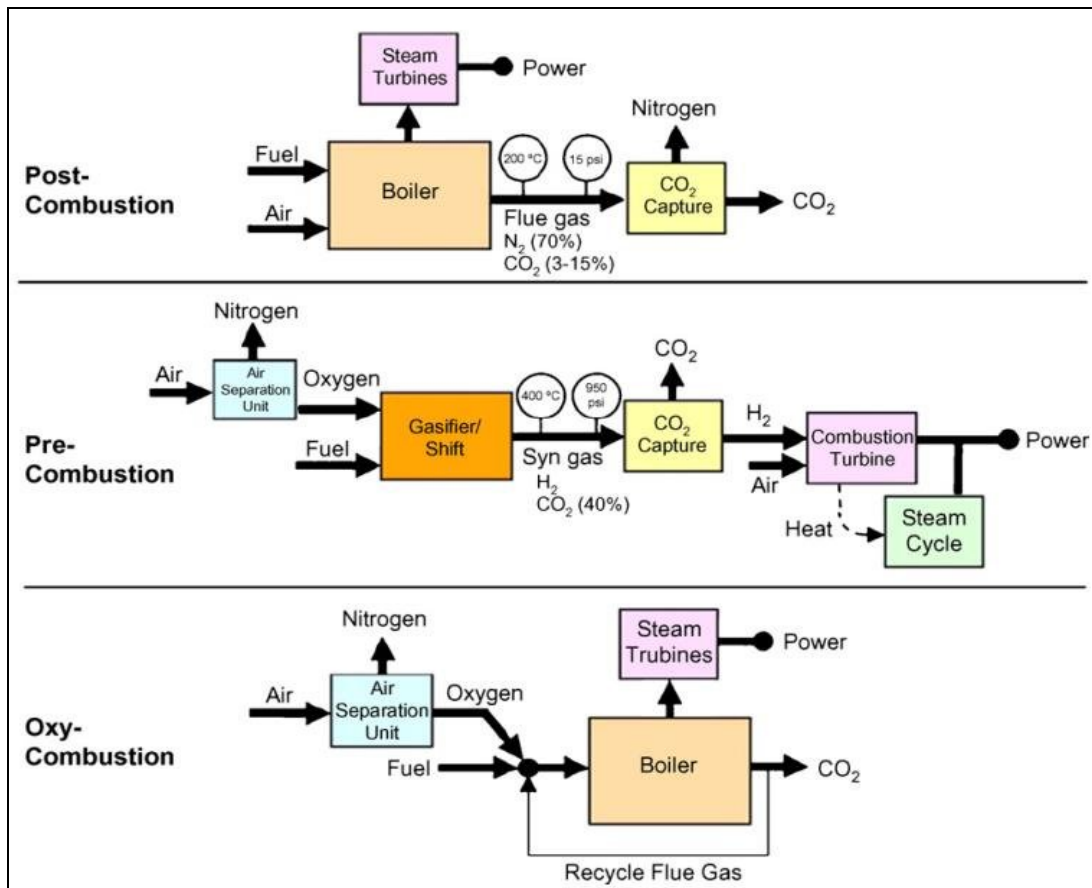 Post-
Combustion
Steam
Turbines
Power
Fuel
Air
Boiler
200 ºC
15 psi
Flue gas
N₂ (70%)
CO₂ (3-15%)
Nitrogen
CO₂
Capture
CO₂
Pre-
Combustion
Nitrogen
Air
Air
Separation
Unit
Oxygen
Fuel
Gasifier/
Shift
400 ºC
950
psi
Syn gas
H₂
CO₂ (40%)
CO₂
CO₂
Capture
H₂
Air
Combustion
Turbine
Power
Heat
Steam
Cycle
Oxy-
Combustion
Nitrogen
Air
Air
Separation
Unit
Oxygen
Fuel
Steam
Trubines
Power
Boiler
CO₂
Recycle Flue Gas